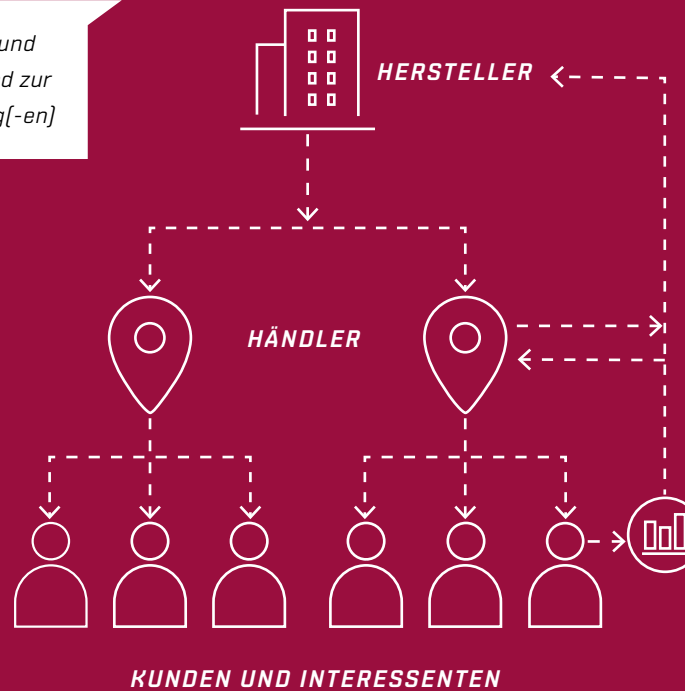 und
d zur
g(-en)
HERSTELLER
HÄNDLER
KUNDEN UND INTERESSENTEN